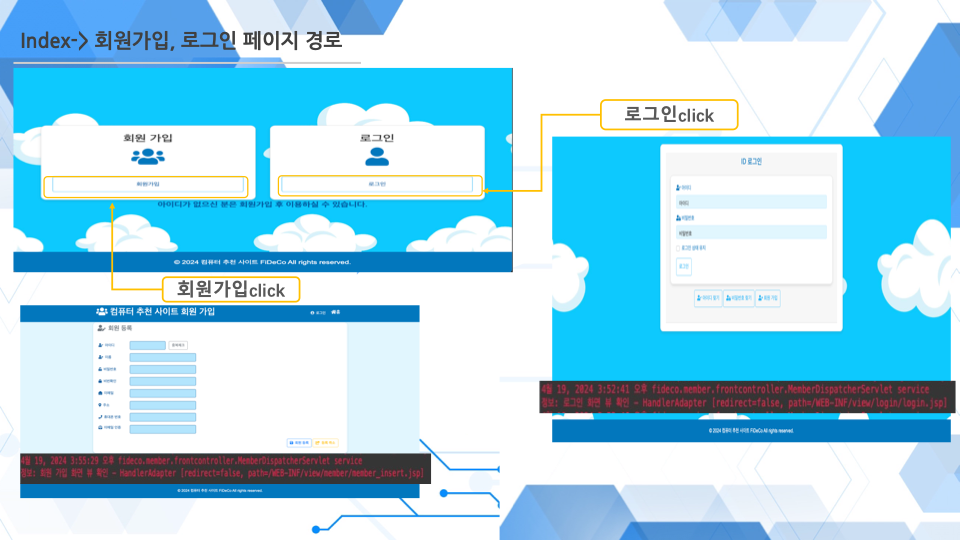 Index-> 회원가입, 로그인 페이지 경로
회원 가입
로그인
회원가입
로그인
아이디가 없으신 분은 회원가입 후 이용하실 수 있습니다.
© 2024 컴퓨터 추천 사이트 FiDeCo All rights reserved.
로그인click
ID 로그인
아이디
아이디
비밀번호
비밀번호
로그인 상태 유지
로그인
아이디 찾기 비밀번호 찾기 회원 가입
4월 19, 2024 3:52:41 오후 fideco.member.frontcontroller.MemberDispatcherServlet service
정보: 로그인 화면 뷰 확인 - HandlerAdapter [redirect=false, path=/WEB-INF/view/login/login.jsp]
© 2024 컴퓨터 추천 사이트 FiDeCo All rights reserved.
회원가입click
컴퓨터 추천 사이트 회원 가입
로그인 홈
회원 등록
아이디 중복체크
이름
비밀번호
비번확인
이메일
주소
휴대폰 번호
이메일 인증
회원 등록 등록 취소
4월 19, 2024 3:55:29 오후 fideco.member.frontcontroller.MemberDispatcherServlet service
정보: 회원 가입 화면 뷰 확인 - HandlerAdapter [redirect=false, path=/WEB-INF/view/member/member_insert.jsp]
© 2024 컴퓨터 추천 사이트 FiDeCo All rights reserved.